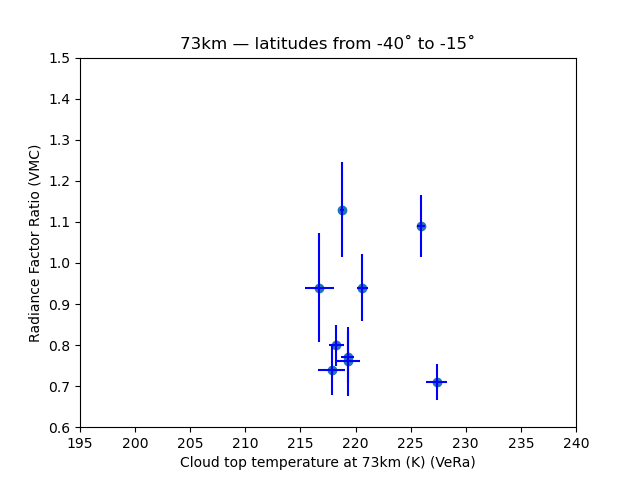 73km — latitudes from -40˚ to -15˚
1.5
1.4
1.3
1.2
1.1
1.0
0.9
0.8
0.7
0.6
Radiance Factor Ratio (VMC)
195 200 205 210 215 220 225 230 235 240
Cloud top temperature at 73km (K) (VeRa)